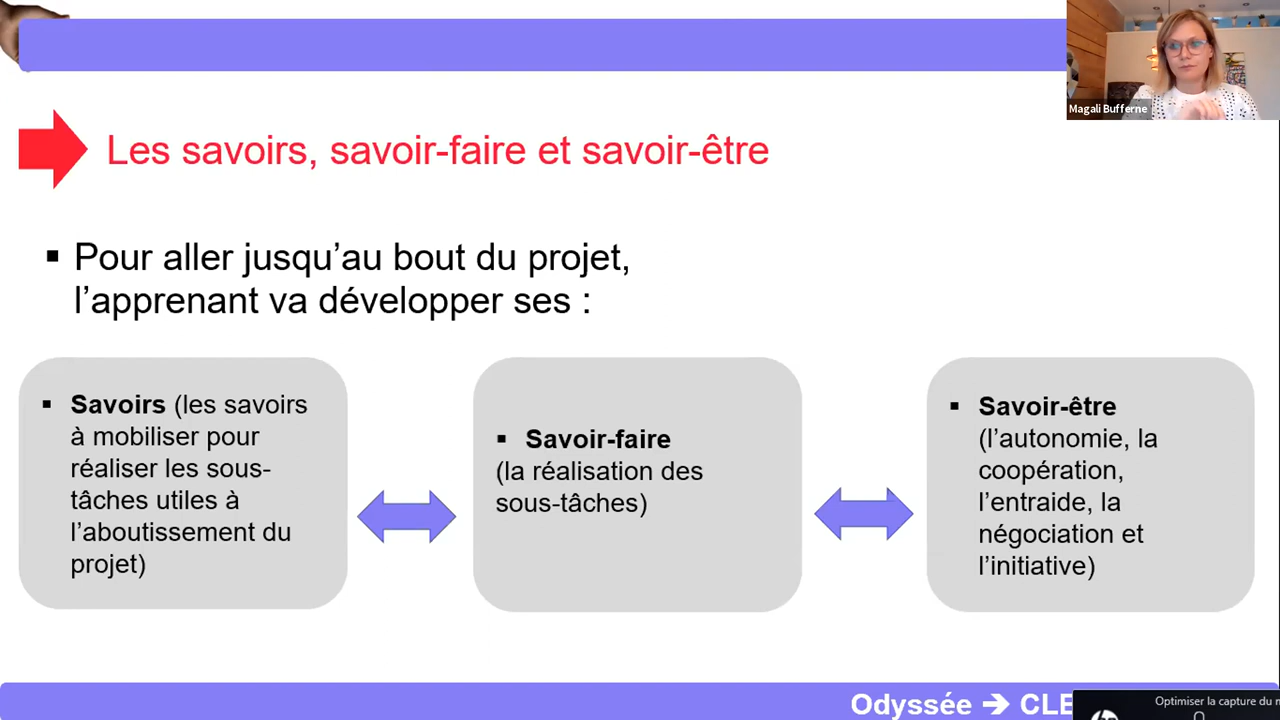 Magali Bufferne
Les savoirs, savoir-faire et savoir-être
▪ Pour aller jusqu’au bout du projet,
l’apprenant va développer ses :
▪ Savoirs (les savoirs
à mobiliser pour
réaliser les sous-
tâches utiles à
l’aboutissement du
projet)
▪ Savoir-faire
(la réalisation des
sous-tâches)
▪ Savoir-être
(l’autonomie, la
coopération,
l’entraide, la
négociation et
l’initiative)
Odyssée ➔ CLE
Optimiser la capture du